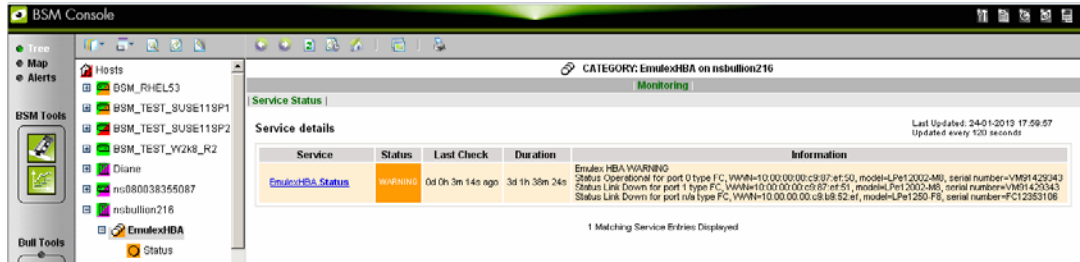 BSM Console
Tree
Map
Alerts
BSM Tools
Bull Tools
Hosts
BSM_RHEL53
BSM_TEST_SUSE11SP1
BSM_TEST_SUSE11SP2
BSM_TEST_W2k8_R2
Diane
ns080038355087
nsbullion216
EmulexHBA
Status
CATEGORY: EmulexHBA on nsbullion216
Monitoring
Service Status
Service details
Last Updated: 24-01-2013 17:59:57
Updated every 120 seconds
Service Status Last Check Duration Information
EmulexHBA.Status WARNING 0d 0h 3m 14s ago 3d 1h 38m 24s
Emulex HBA WARNING
Status Operational for port 0 type FC, WWN=10:00:00:00:c9:87:ef:50, model=LPe12002-M8, serial number=VM91429343
Status Link Down for port 1 type FC, WWN=10:00:00:00:c9:87:ef:51, model=LPe12002-M8, serial number=VM91429343
Status Link Down for port n/a type FC, WWN=10:00:00:00:c9:b9:52:ef, model=LPe1250-F8, serial number=FC12353106
1 Matching Service Entries Displayed